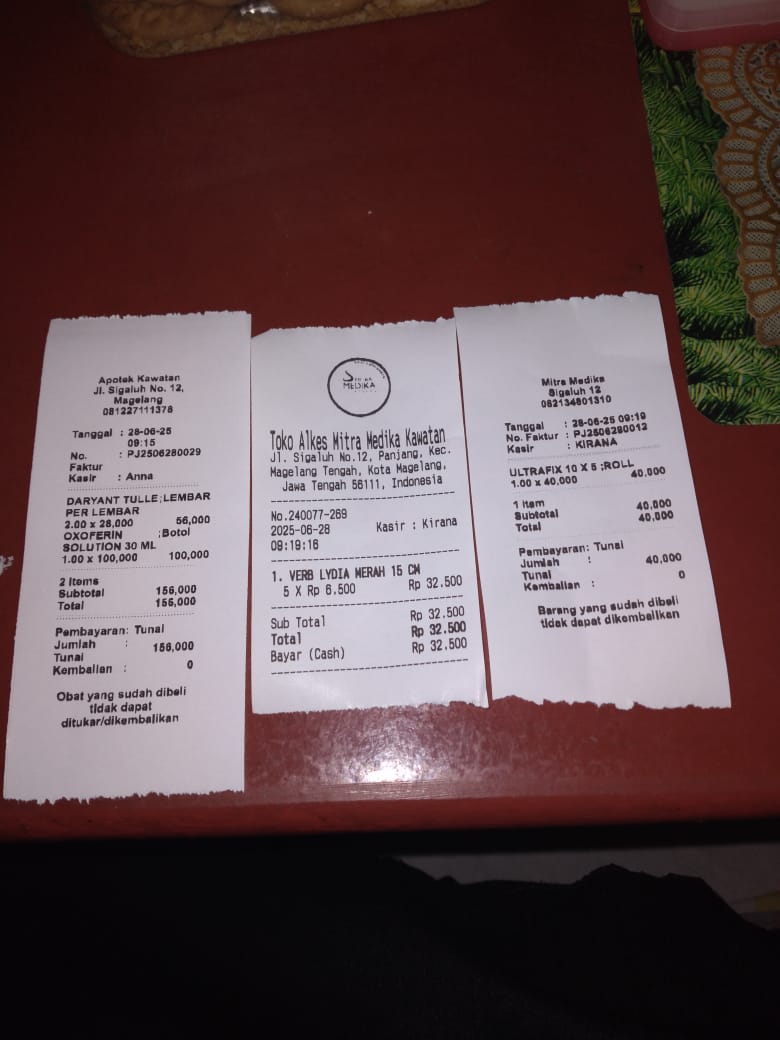 Apotek Kawatan
Jl. Sigaluh No. 12,
Magelang
081227111378
Tanggal : 28-06-25
09:15
No. : PJ2506280029
Faktur
Kasir : Anna
DARYANT TULLE;LEMBAR
PER LEMBAR
2.00 x 28,000 56,000
OXOFERIN ;Botol
SOLUTION 30 ML
1.00 x 100,000 100,000
2 Items
Subtotal 156,000
Total 156,000
Pembayaran: Tunai
Jumlah : 156,000
Tunai
Kembalian : 0
Obat yang sudah dibeli
tidak dapat
ditukar/dikembalikan
MEDIKA
Toko Alkes Mitra Medika Kawatan
Jl. Sigaluh No.12, Panjang, Kec.
Magelang Tengah, Kota Magelang,
Jawa Tengah 56111, Indonesia
No.240077-269
2025-06-28 Kasir : Kirana
09:19:16
1. VERB LYDIA MERAH 15 CM
5 X Rp 6.500 Rp 32.500
Sub Total Rp 32.500
Total Rp 32.500
Bayar (Cash) Rp 32.500
Mitra Medika
Sigaluh 12
082134801310
Tanggal : 28-06-25 09:19
No. Faktur : PJ2506280012
Kasir : KIRANA
ULTRAFIX 10 X 5 ;ROLL
1.00 x 40,000 40,000
1 Item
Subtotal 40,000
Total 40,000
Pembayaran: Tunai
Jumlah : 40,000
Tunai
Kembalian : 0
Barang yang sudah dibeli
tidak dapat dikembalikan